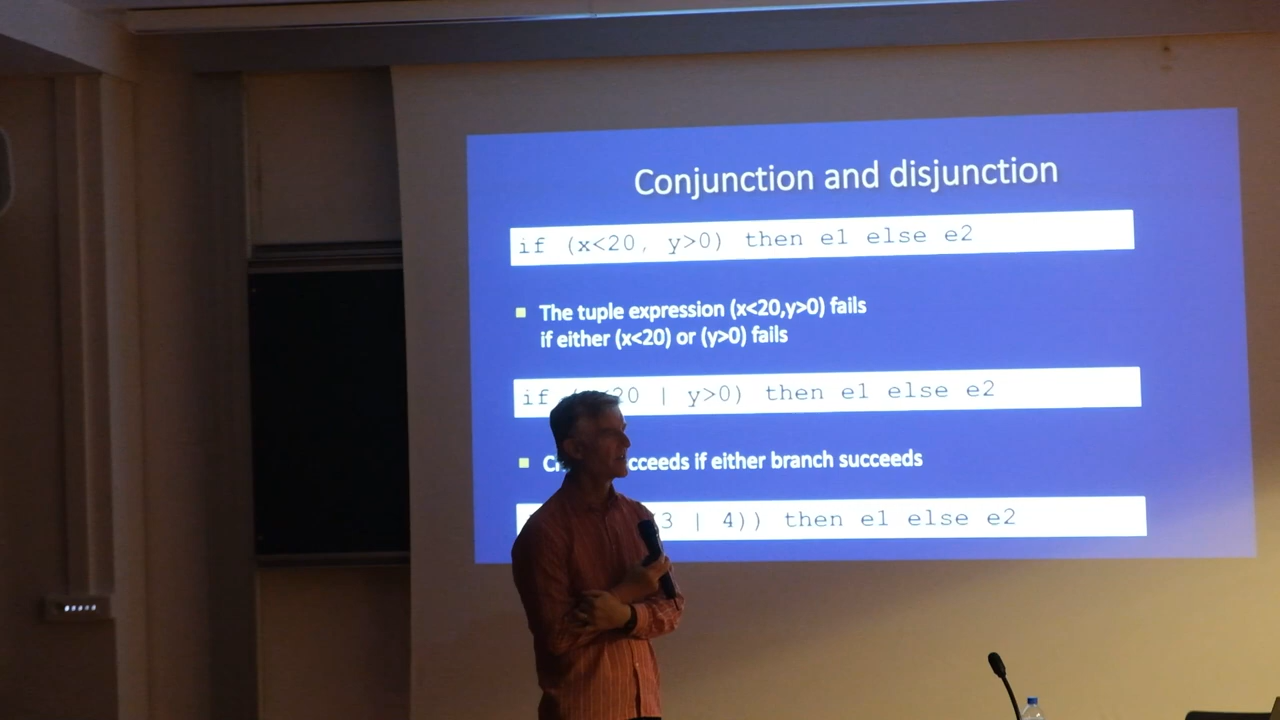 Conjunction and disjunction
if (x<20, y>0) then e1 else e2
The tuple expression (x<20,y>0) fails
if either (x<20) or (y>0) fails
if 20 | y>0) then e1 else e2
if either branch succeeds
3 | 4)) then e1 else e2